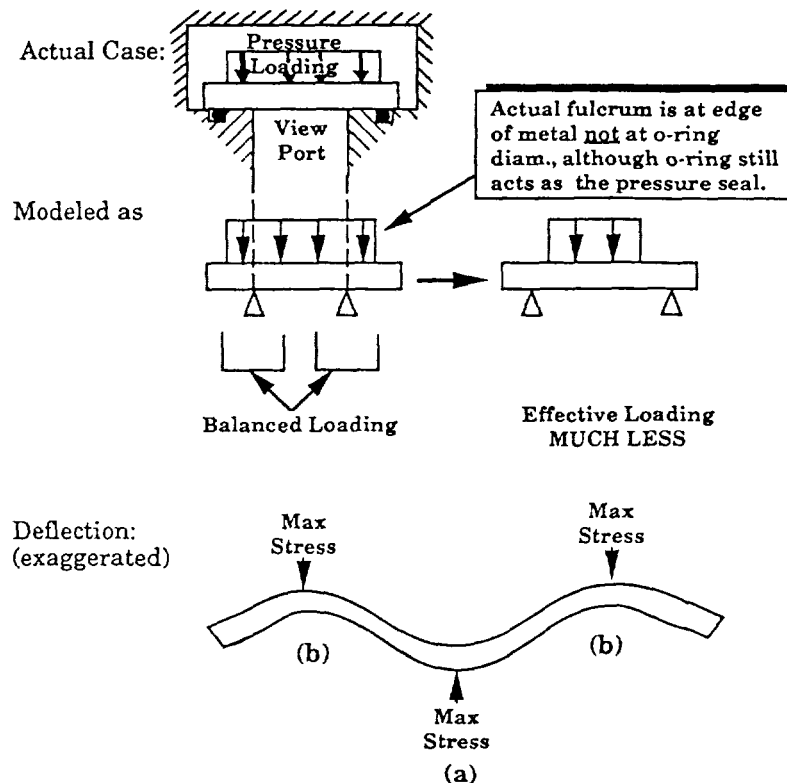 Actual Case:
Pressure
Loading
View
Port
Actual fulcrum is at edge
of metal not at o-ring
diam., although o-ring still
acts as the pressure seal.
Modeled as
Balanced Loading
Effective Loading
MUCH LESS
Deflection:
(exaggerated)
Max
Stress
Max
Stress
(b)
(b)
Max
Stress
(a)